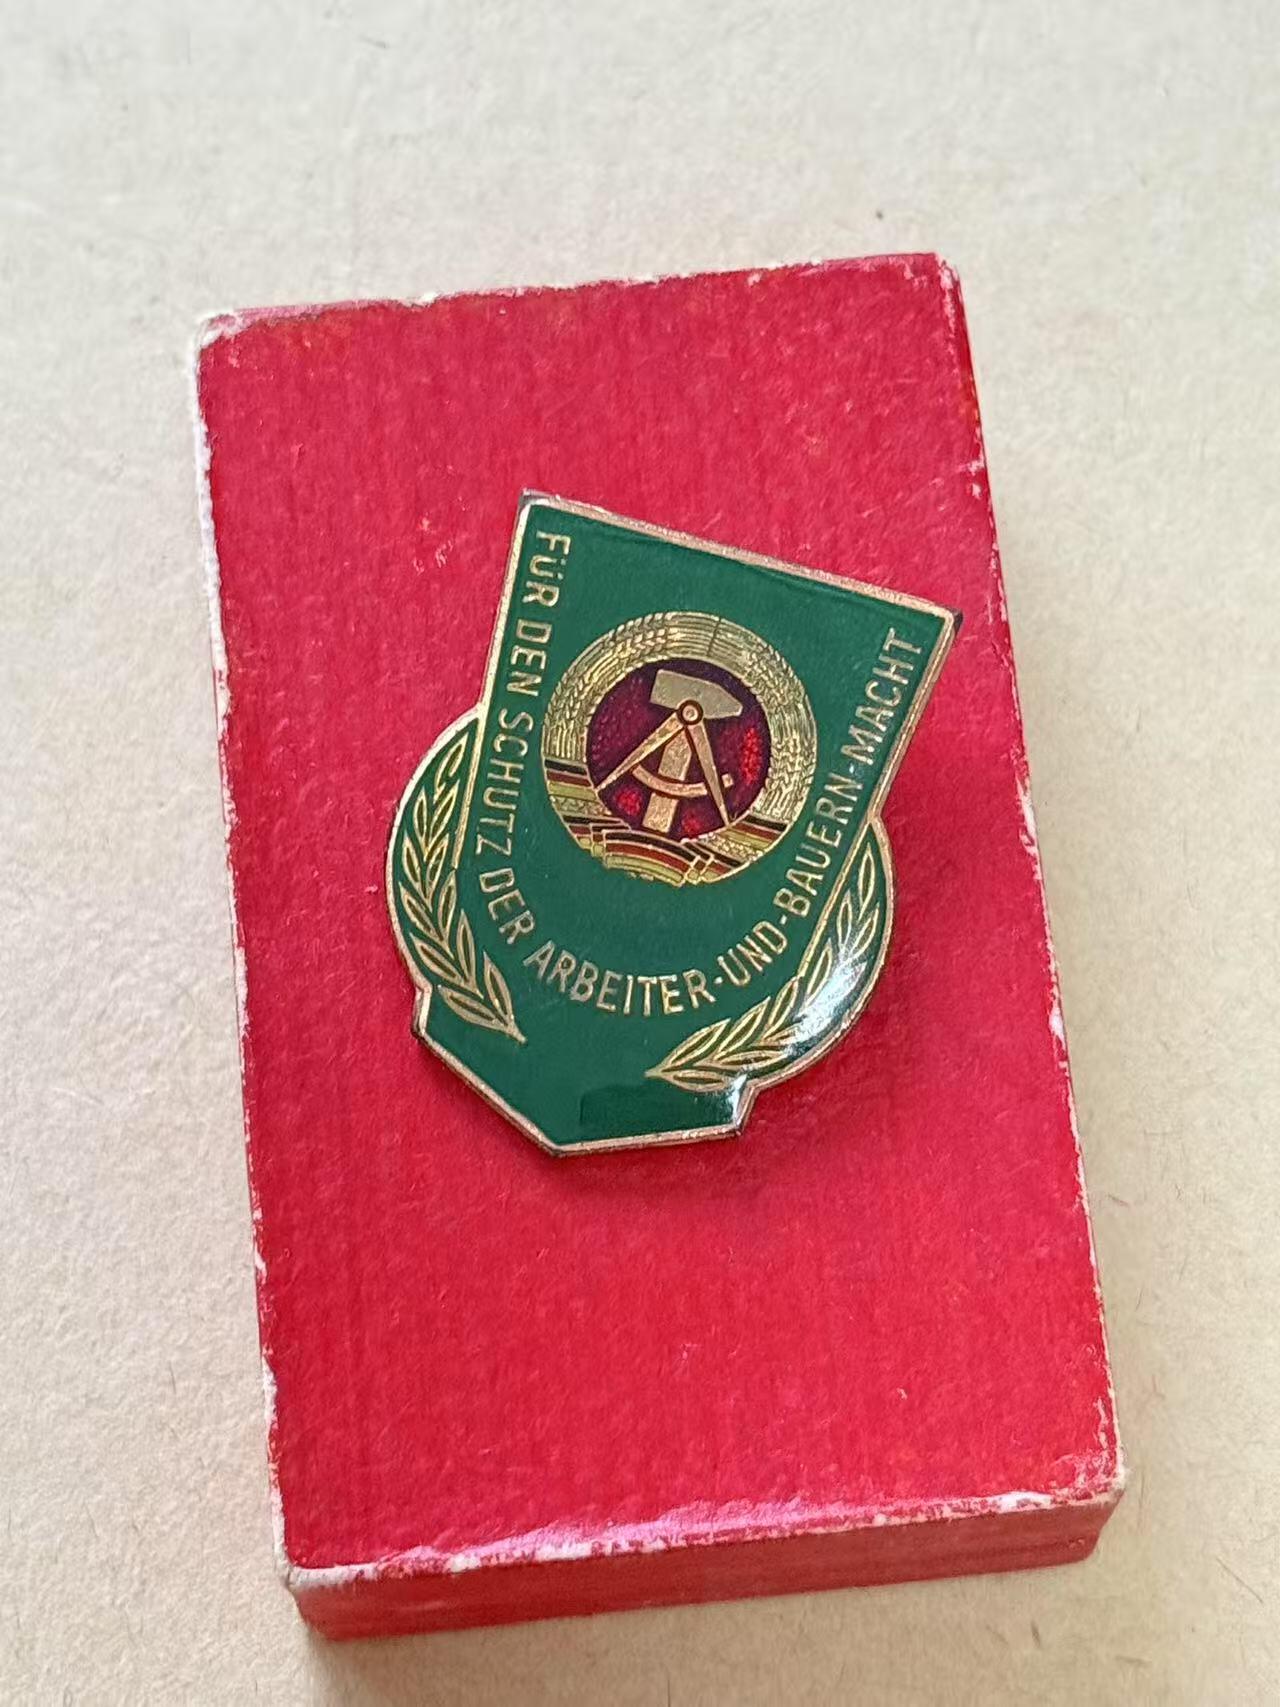 FÜR DEN SCHUTZ DER ARBEITER-UND-BAUERN-MACHT